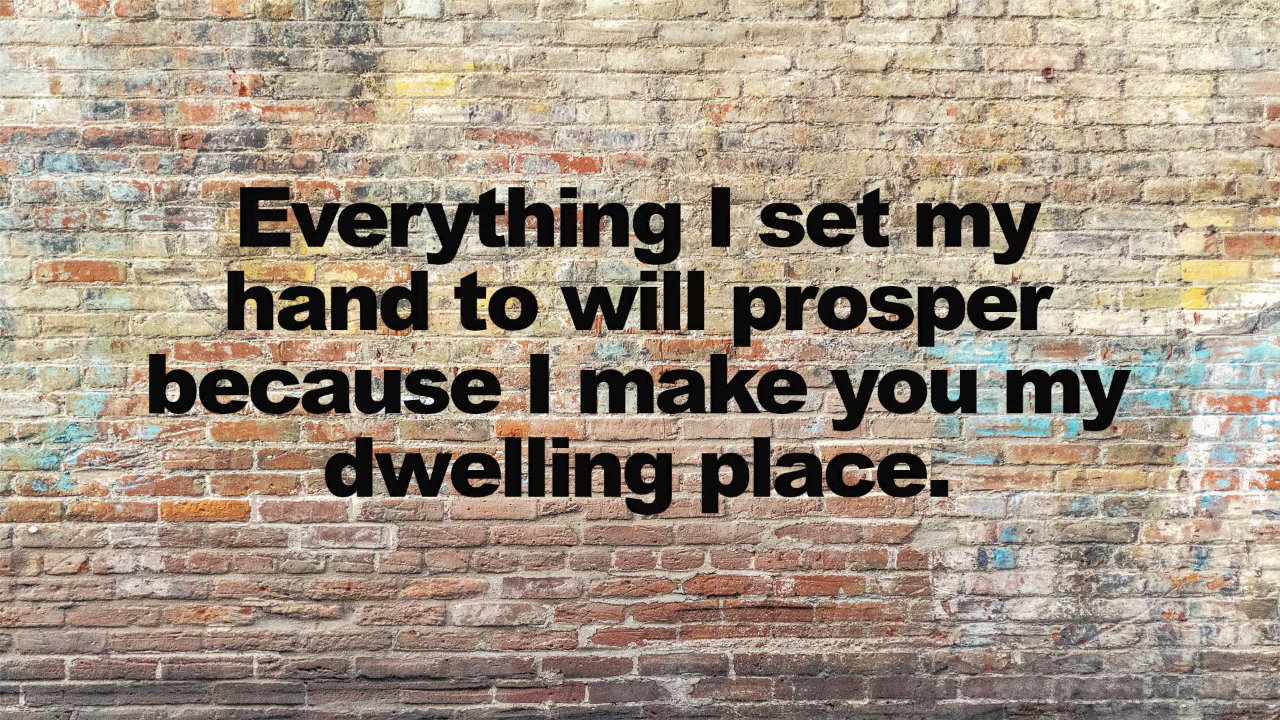 Everything I set my
hand to will prosper
because I make you my
dwelling place.